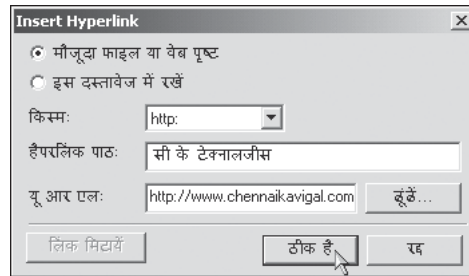 Insert Hyperlink
मौजूदा फाइल या वेब पृष्ट
इस दस्तावेज में रखें
किस्मः http:
हैपरलिंक पाठः सी के टेक्नालजीस
यू आर एलः http://www.chennaikavigal.com ढूंढें...
लिंक मिटायें ठीक है रद्द